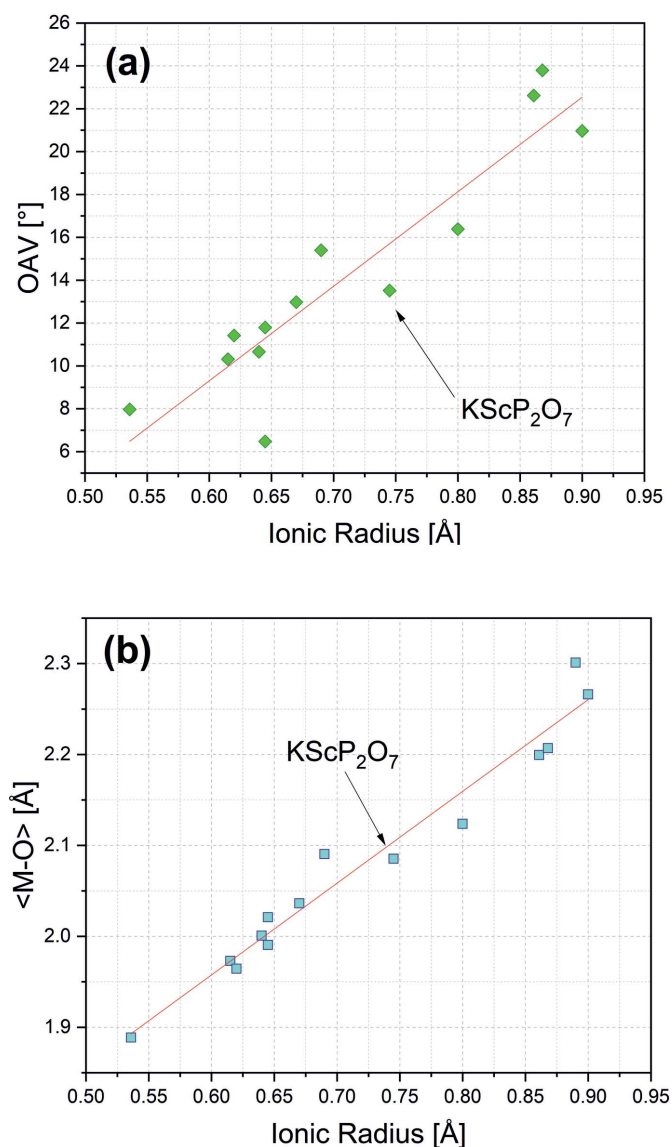 (a)
26
24
22
20
18
16
14
12
10
8
6
OAV [°]
KScP₂O₇
0.50 0.55 0.60 0.65 0.70 0.75 0.80 0.85 0.90 0.95
Ionic Radius [Å]
(b)
2.3
2.2
2.1
2.0
1.9
<M-O> [Å]
KScP₂O₇
0.50 0.55 0.60 0.65 0.70 0.75 0.80 0.85 0.90 0.95
Ionic Radius [Å]